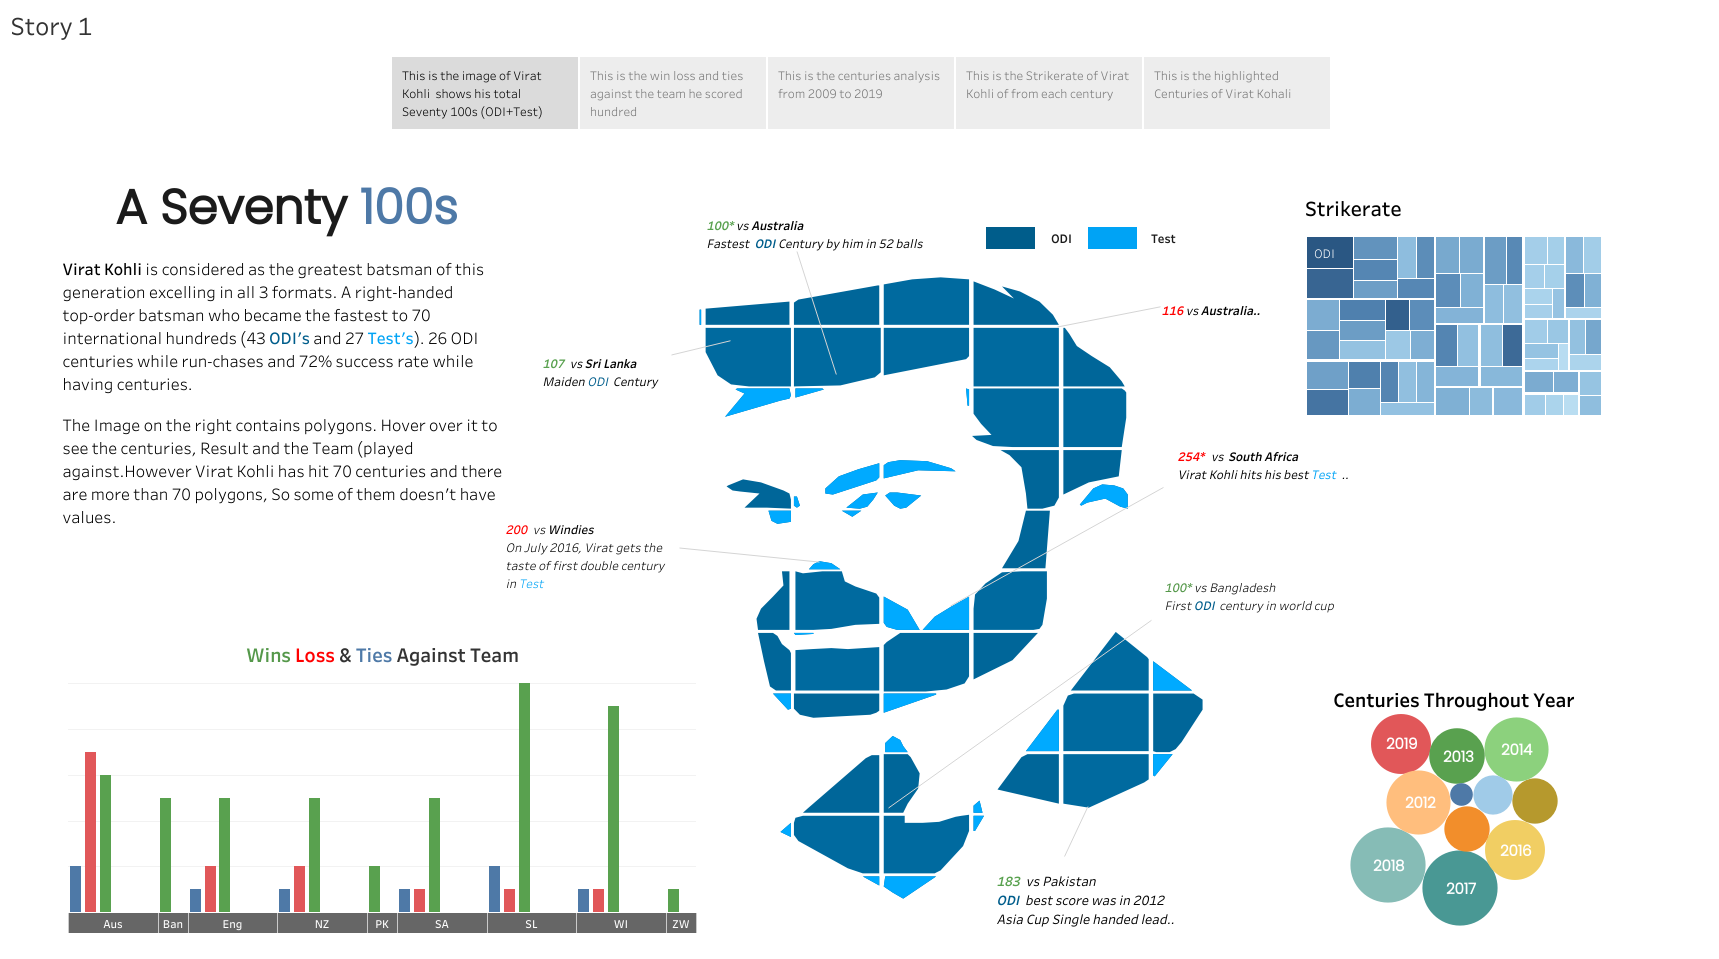 Story 1
This is the image of Virat
Kohli shows his total
Seventy 100s (ODI+Test)
This is the win loss and ties
against the team he scored
hundred
This is the centuries analysis
from 2009 to 2019
This is the Strikerate of Virat
Kohli of from each century
This is the highlighted
Centuries of Virat Kohali
A Seventy 100s
Virat Kohli is considered as the greatest batsman of this
generation excelling in all 3 formats. A right-handed
top-order batsman who became the fastest to 70
international hundreds (43 ODI's and 27 Test's). 26 ODI
centuries while run-chases and 72% success rate while
having centuries.
The Image on the right contains polygons. Hover over it to
see the centuries, Result and the Team (played
against.However Virat Kohli has hit 70 centuries and there
are more than 70 polygons, So some of them doesn't have
values.
100* vs Australia
Fastest ODI Century by him in 52 balls
ODI
Test
116 vs Australia..
107 vs Sri Lanka
Maiden ODI Century
254* vs South Africa
Virat Kohli hits his best Test ..
200 vs Windies
On July 2016, Virat gets the
taste of first double century
in Test
100* vs Bangladesh
First ODI century in world cup
183 vs Pakistan
ODI best score was in 2012
Asia Cup Single handed lead..
Strikerate
ODI
Wins Loss & Ties Against Team
Aus
Ban
Eng
NZ
PK
SA
SL
WI
ZW
Centuries Throughout Year
2019
2013
2014
2012
2016
2018
2017